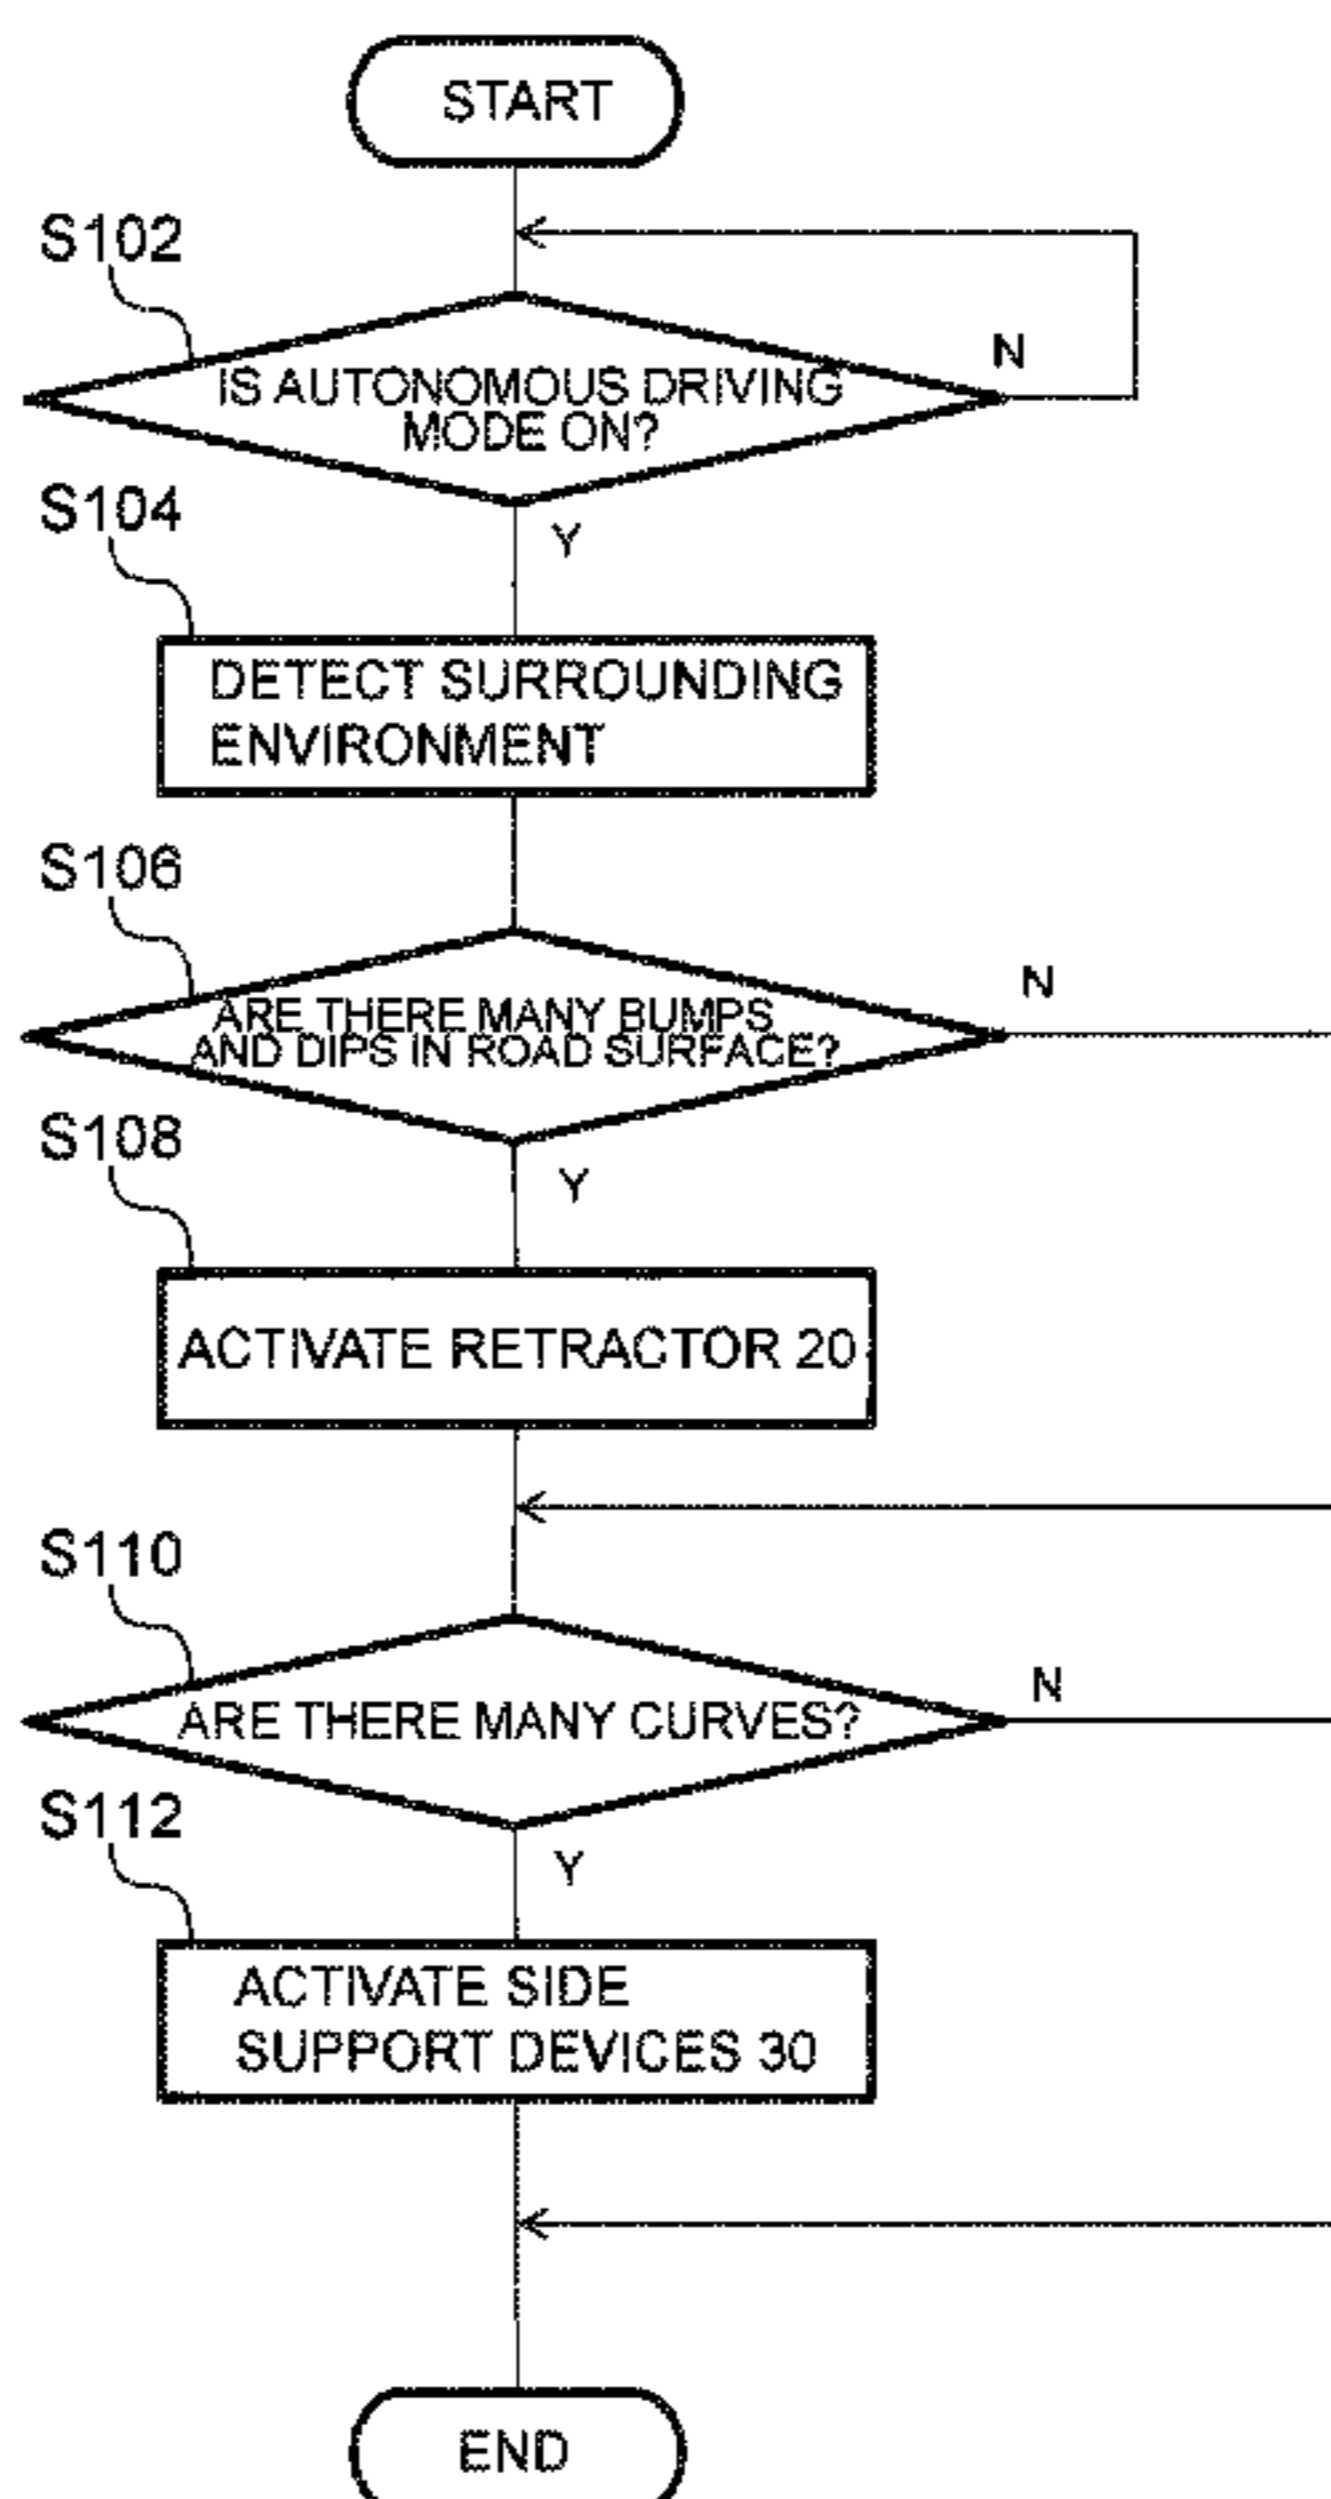 START
S102
IS AUTONOMOUS DRIVING
MODE ON?
N
Y
S104
DETECT SURROUNDING
ENVIRONMENT
S106
ARE THERE MANY BUMPS
AND DIPS IN ROAD SURFACE?
N
Y
S108
ACTIVATE RETRACTOR 20
S110
ARE THERE MANY CURVES?
N
Y
S112
ACTIVATE SIDE
SUPPORT DEVICES 30
END